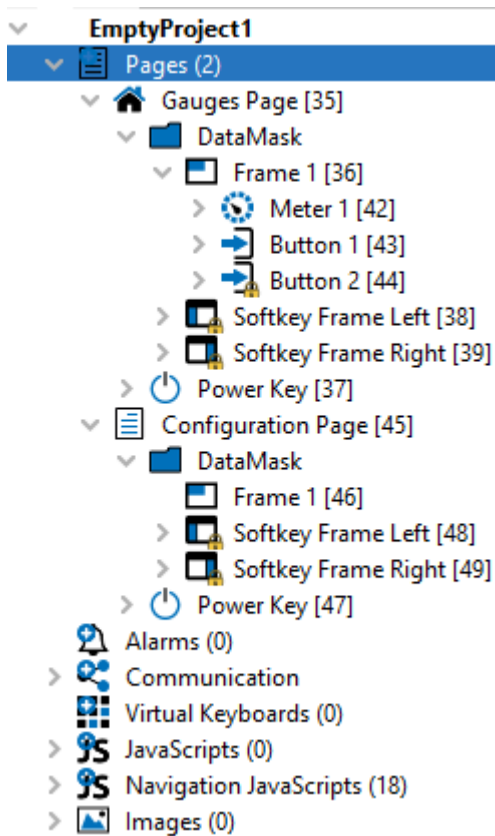 EmptyProject1
Pages (2)
Gauges Page [35]
DataMask
Frame 1 [36]
Meter 1 [42]
Button 1 [43]
Button 2 [44]
Softkey Frame Left [38]
Softkey Frame Right [39]
Power Key [37]
Configuration Page [45]
DataMask
Frame 1 [46]
Softkey Frame Left [48]
Softkey Frame Right [49]
Power Key [47]
Alarms (0)
Communication
Virtual Keyboards (0)
JavaScripts (0)
Navigation JavaScripts (18)
Images (0)